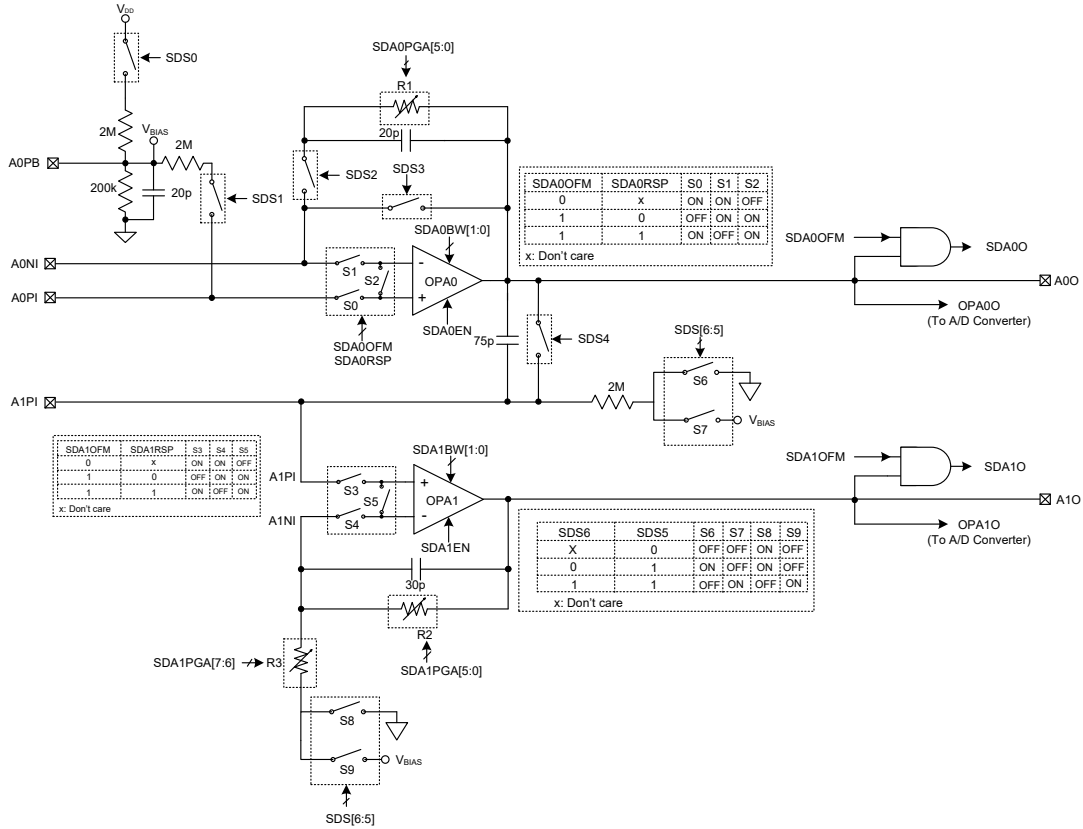 VDD
SDS0
SDA0PGA[5:0]
R1
2M
VBIAS
2M
20p
A0PB
SDS2
SDS3
200k
20p
SDS1
SDA0OFM SDA0RSP S0 S1 S2
0 x ON ON OFF
1 0 OFF ON ON
1 1 ON OFF ON
x: Don't care
SDA0BW[1:0]
SDA0OFM
SDA0O
A0NI
S1
S2
-
OPA0
A0O
A0PI
S0
+
OPA0O
(To A/D Converter)
SDA0EN
SDA0OFM
SDA0RSP
75p
SDS4
SDS[6:5]
S6
2M
A1PI
S7
VBIAS
SDA1OFM SDA1RSP S3 S4 S5
0 x ON ON OFF
1 0 OFF ON ON
1 1 ON OFF ON
x: Don't care
SDA1BW[1:0]
SDA1OFM
SDA1O
A1PI
S3
S5
+
OPA1
A1O
A1NI
S4
-
OPA1O
(To A/D Converter)
SDA1EN
SDS6 SDS5 S6 S7 S8 S9
X 0 OFF OFF ON OFF
0 1 ON OFF ON OFF
1 1 OFF ON OFF ON
x: Don't care
30p
R2
SDA1PGA[5:0]
SDA1PGA[7:6]
R3
S8
S9
VBIAS
SDS[6:5]